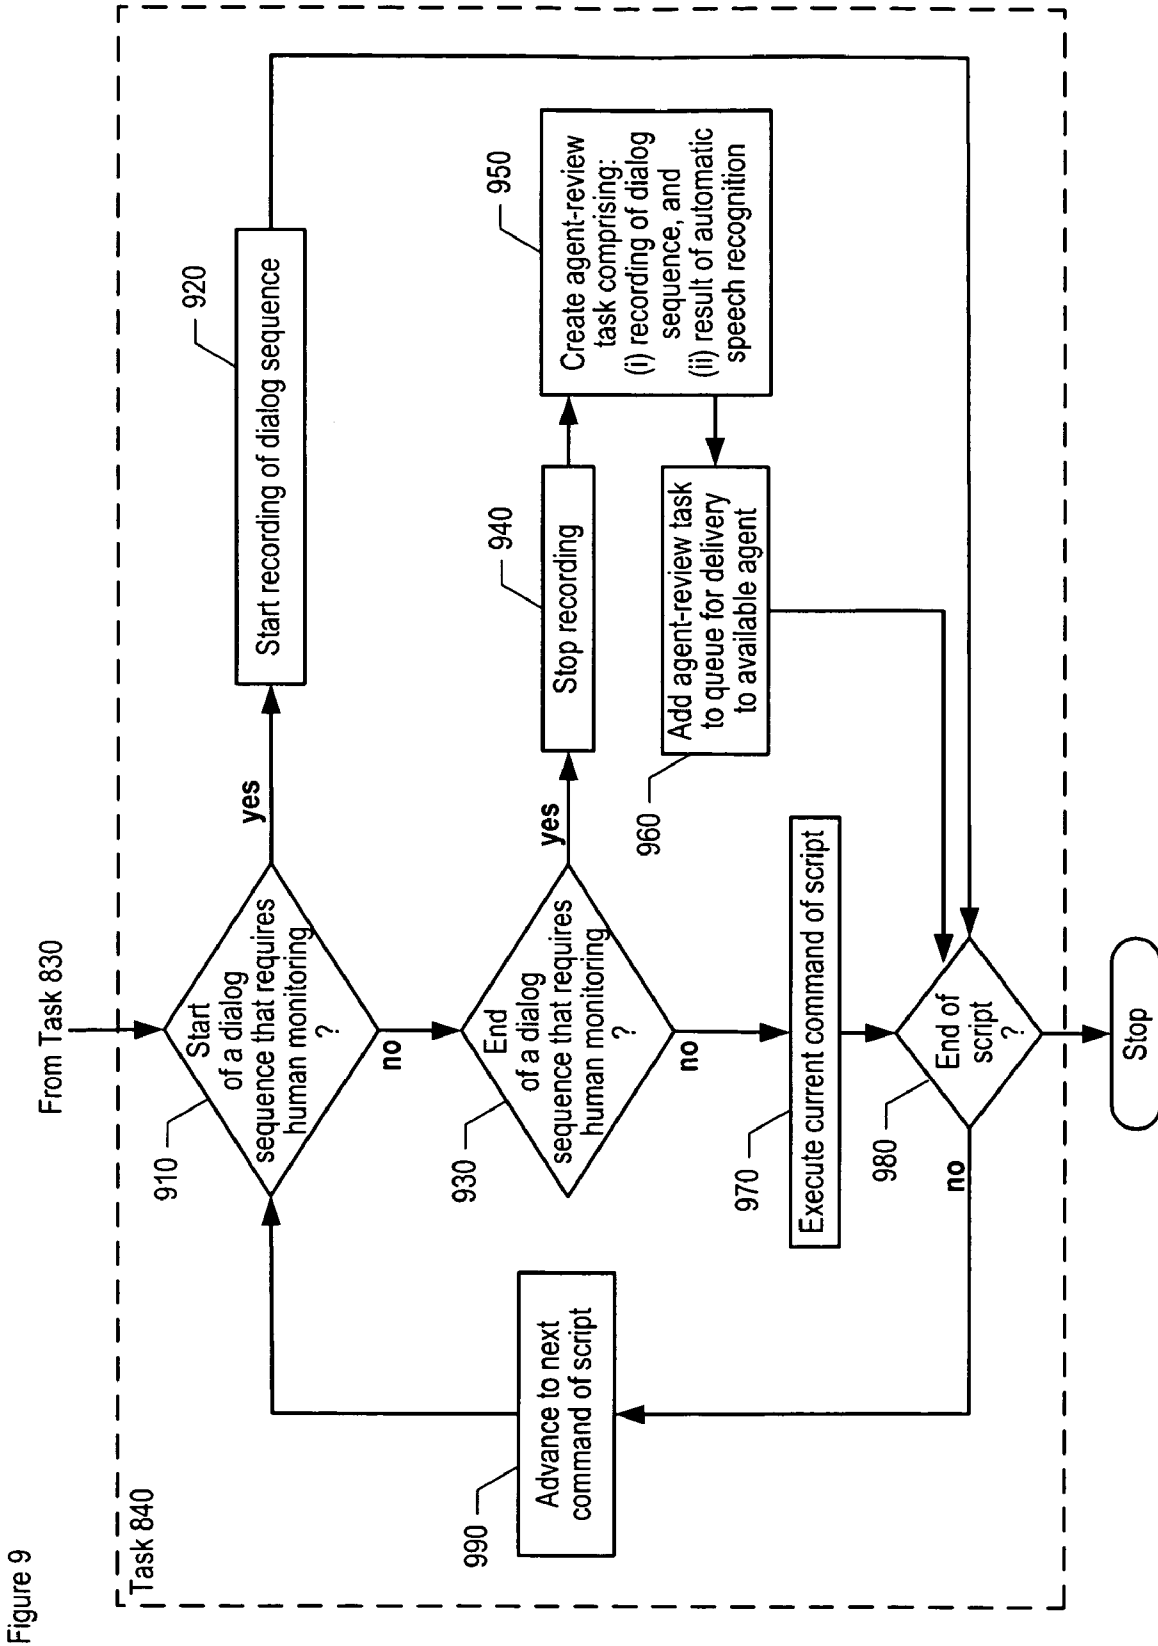 Figure 9
From Task 830
Task 840
910
Start
of a dialog
sequence that requires
human monitoring
?
yes
920
Start recording of dialog sequence
no
930
End
of a dialog
sequence that requires
human monitoring
?
yes
940
Stop recording
950
Create agent-review
task comprising:
(i) recording of dialog
sequence, and
(ii) result of automatic
speech recognition
960
Add agent-review task
to queue for delivery
to available agent
no
970
Execute current command of script
980
End of
script
?
no
990
Advance to next
command of script
Stop